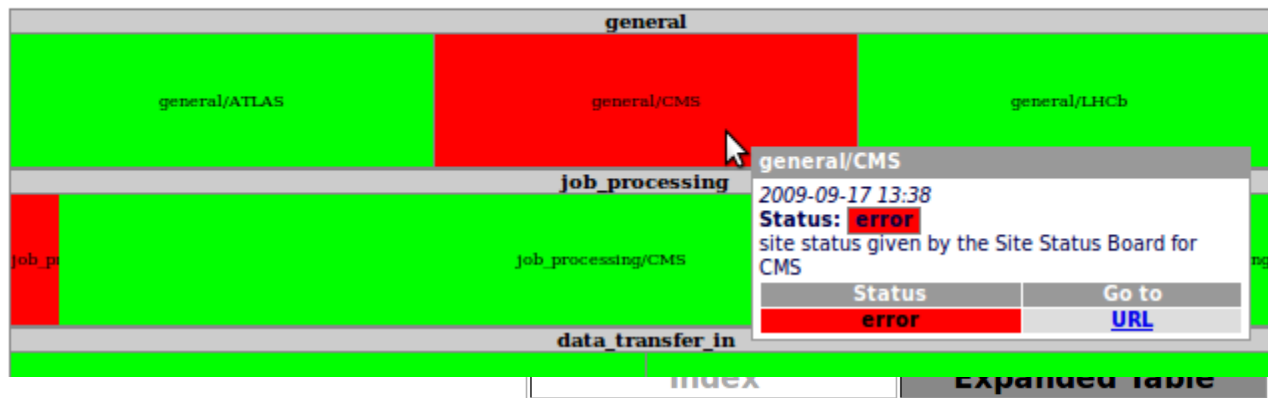 general
general/ATLAS
general/CMS
general/LHCb
general/CMS
2009-09-17 13:38
Status: error
site status given by the Site Status Board for
CMS
Status Go to
error URL
job_processing
job_processing/CMS
data_transfer_in
Index
Expanded Table